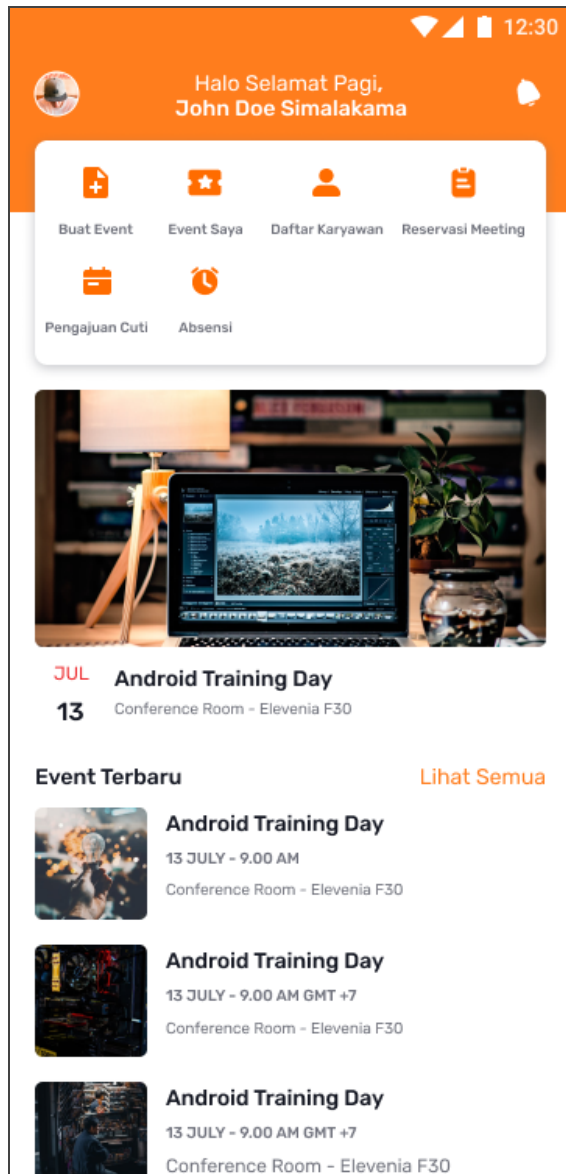 12:30
Halo Selamat Pagi,
John Doe Simalakama
Buat Event
Event Saya
Daftar Karyawan
Reservasi Meeting
Pengajuan Cuti
Absensi
JUL
13
Android Training Day
Conference Room - Elevenia F30
Event Terbaru
Lihat Semua
Android Training Day
13 JULY - 9.00 AM
Conference Room - Elevenia F30
Android Training Day
13 JULY - 9.00 AM GMT +7
Conference Room - Elevenia F30
Android Training Day
13 JULY - 9.00 AM GMT +7
Conference Room - Elevenia F30